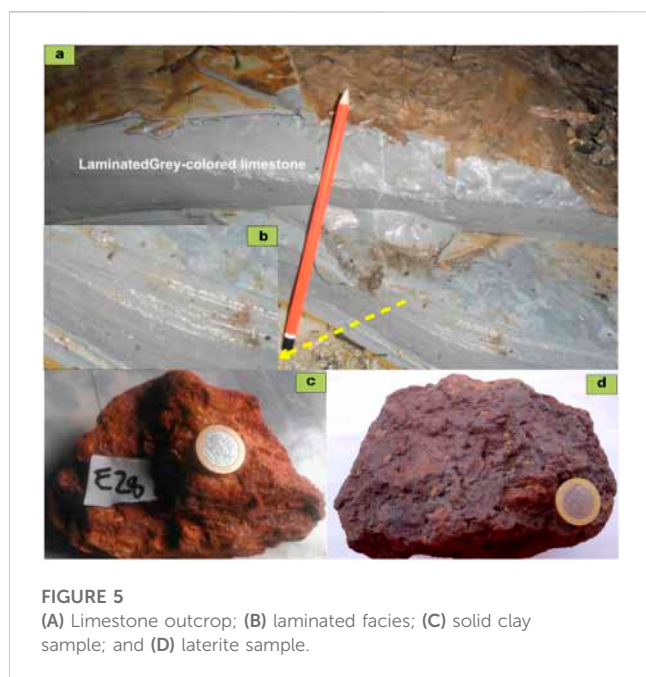 a
LaminatedGrey-colored limestone
b
c
d
E28
FIGURE 5
(A) Limestone outcrop; (B) laminated facies; (C) solid clay
sample; and (D) laterite sample.